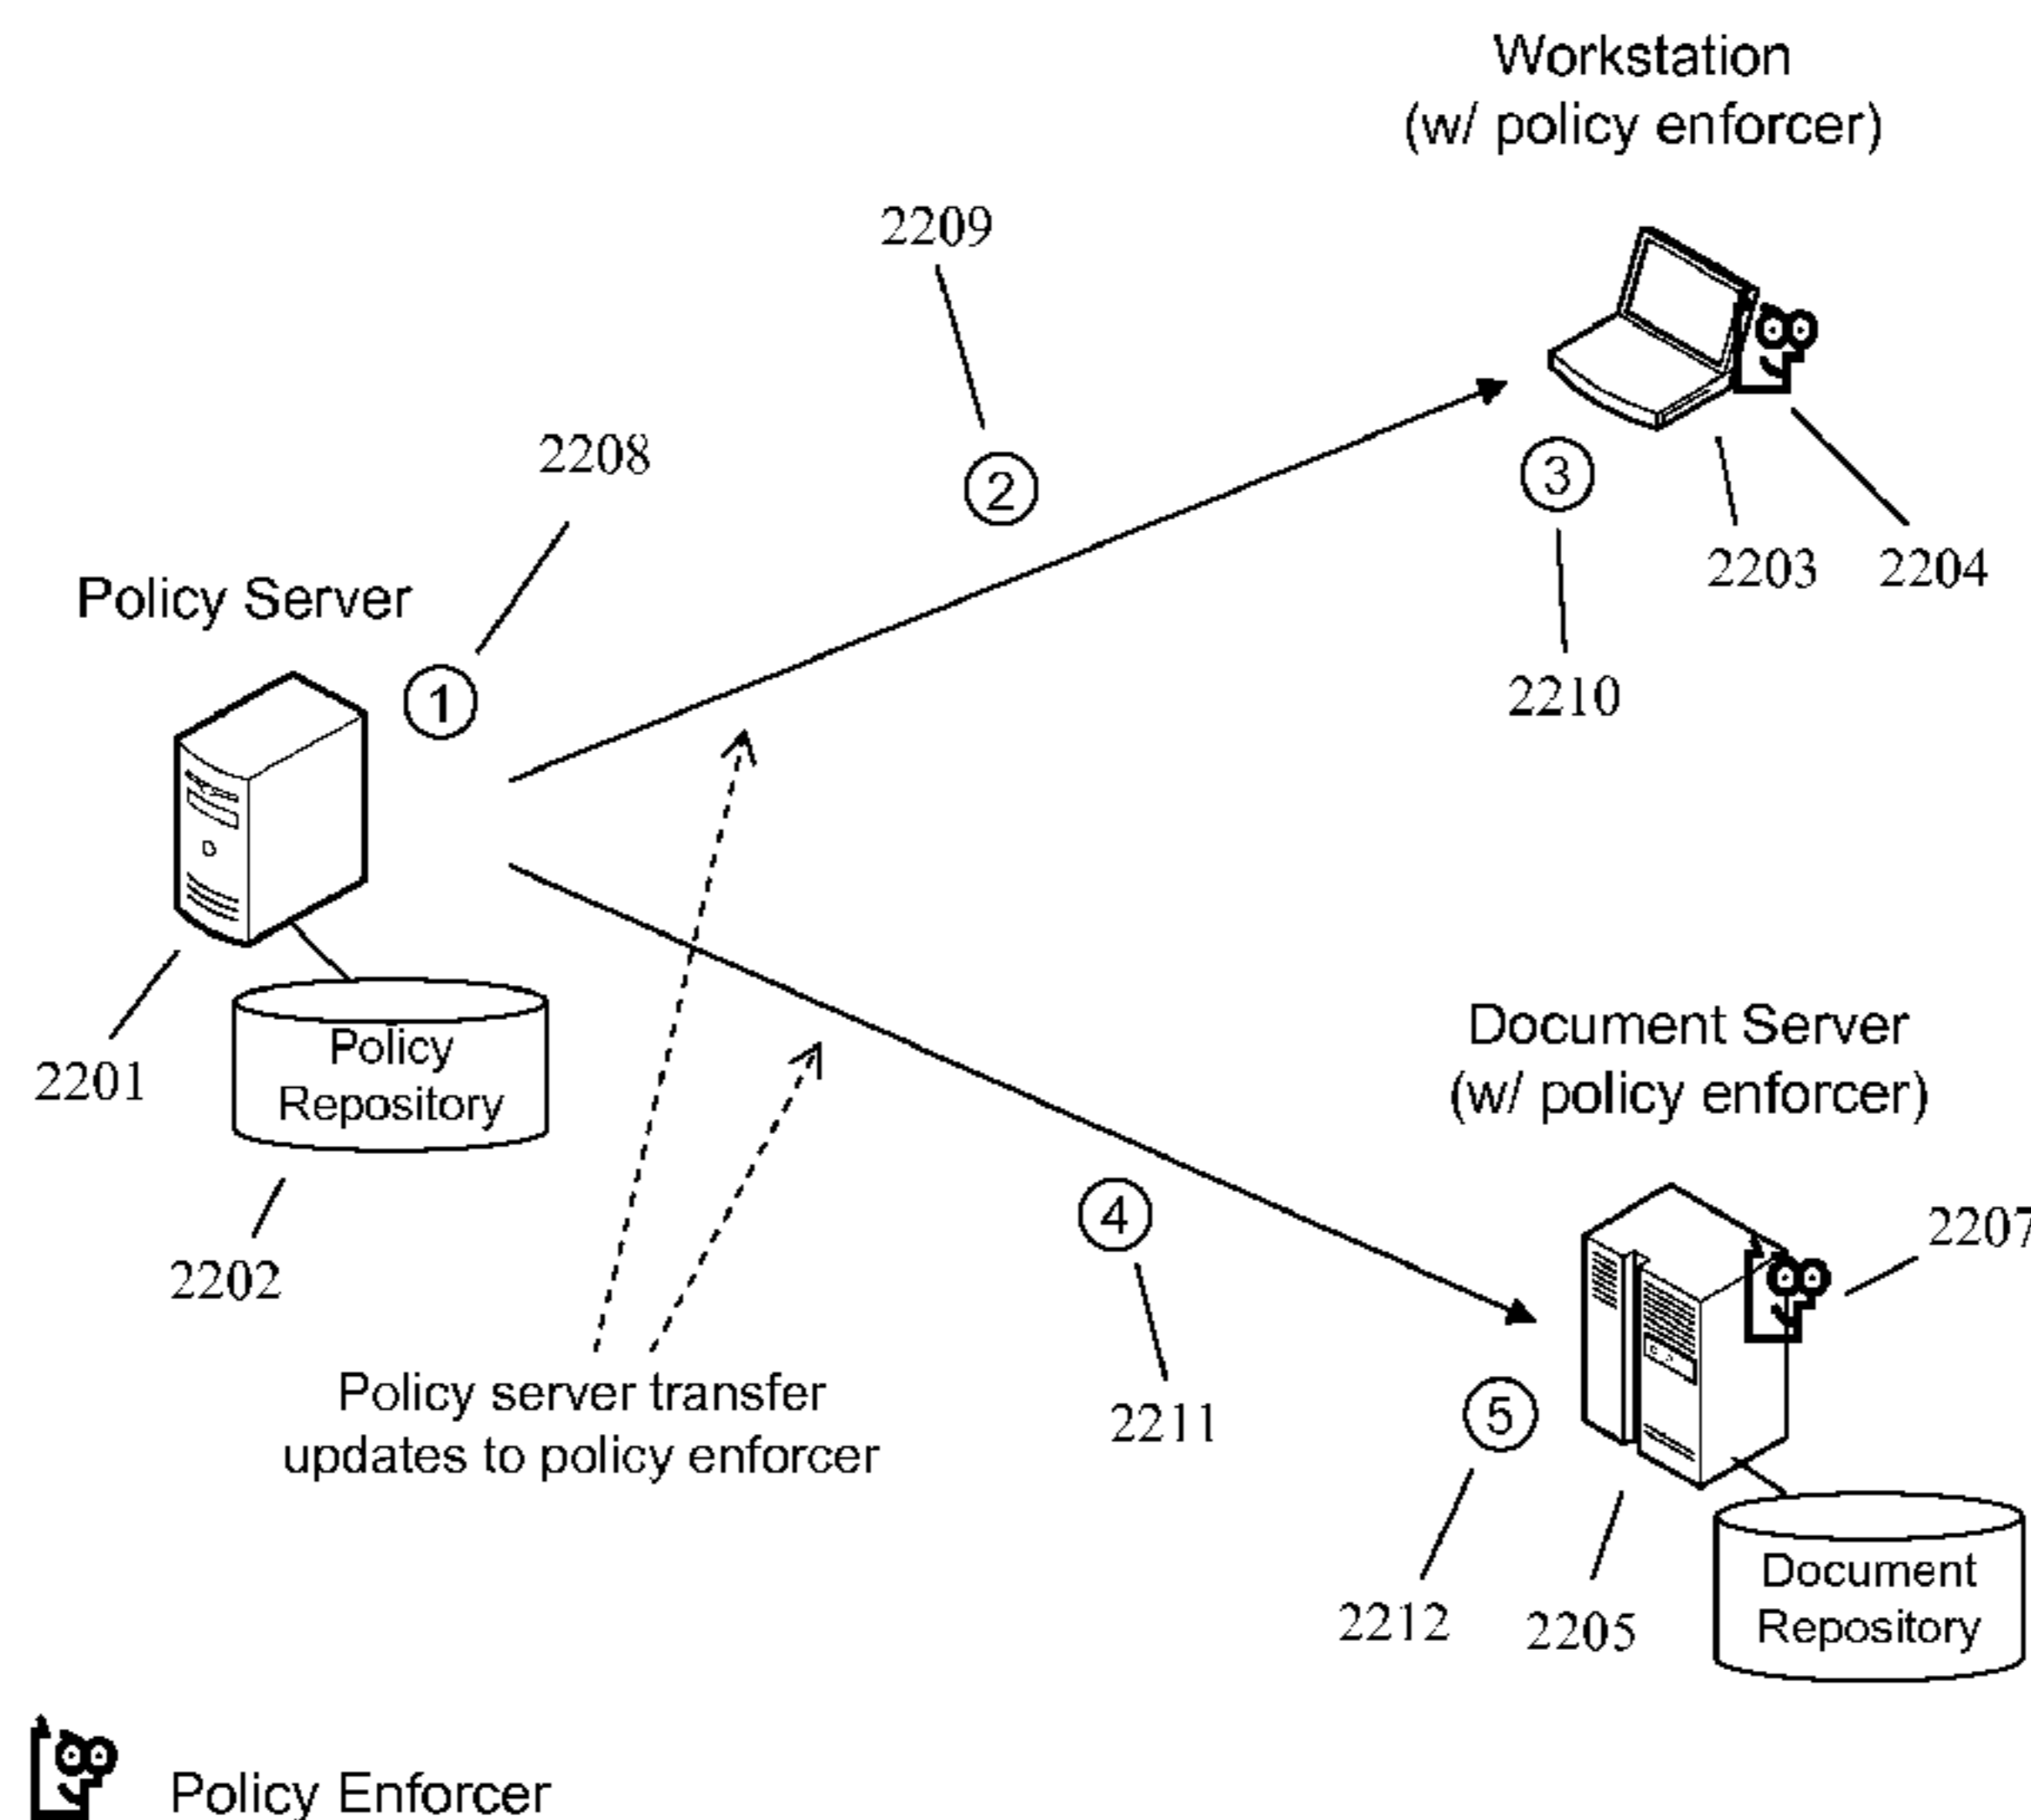 Workstation
(w/ policy enforcer)
2209
2208
2
3
2203
2204
Policy Server
1
2210
2201
Policy
Repository
Document Server
(w/ policy enforcer)
4
2207
2202
Policy server transfer
updates to policy enforcer
2211
5
2212
2205
Document
Repository
Policy Enforcer